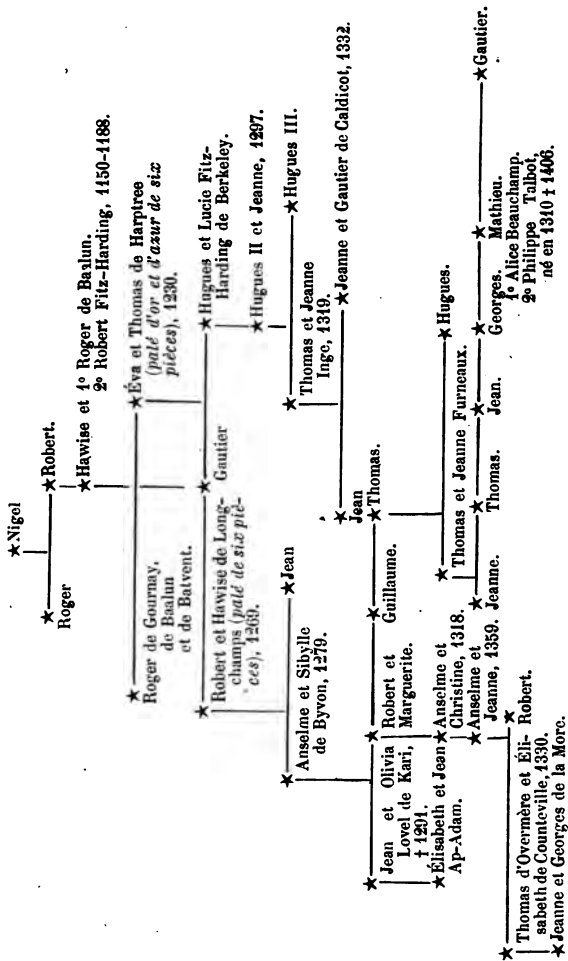 ★Nigel
★Roger
★Robert.
★Hawise et 1º Roger de Baalun.
2º Robert Fitz-Harding, 1150-1188.
★Roger de Gournay,
de Baalun
et de Batvent.
★Éva et Thomas de Harptree
(palé d'or et d'azur de six
pièces), 1230.
★Robert et Hawise de Long-
champs (palé de six piè-
ces), 1269.
★Gautier
★Hugues et Lucie Fitz-
Harding de Berkeley.
★Hugues II et Jeanne, 1297.
★Anselme et Sibylle
de Byvon, 1279.
★Jean
★Thomas et Jeanne
Inge, 1319.
★Hugues III.
★Jean
★Jeanne et Gautier de Caldicot, 1332.
★Jean et Olivia
Lovel de Kari,
† 1291.
★Robert et
Marguerite.
★Guillaume.
★Thomas.
★Élisabeth et Jean
Ap-Adam.
★Anselme et
Christine, 1318.
★Anselme et
Jeanne, 1359.
★Thomas et Jeanne Furneaux.
★Hugues.
★Jeanne.
★Thomas.
★Jean.
★Georges.
★Mathieu.
★Gautier.
1º Alice Beauchamp.
2º Philippe Talbot,
né en 1310 † 1406.
★Thomas d'Overmère et Éli-
sabeth de Counteville, 1330.
★Robert.
★Jeanne et Georges de la More.